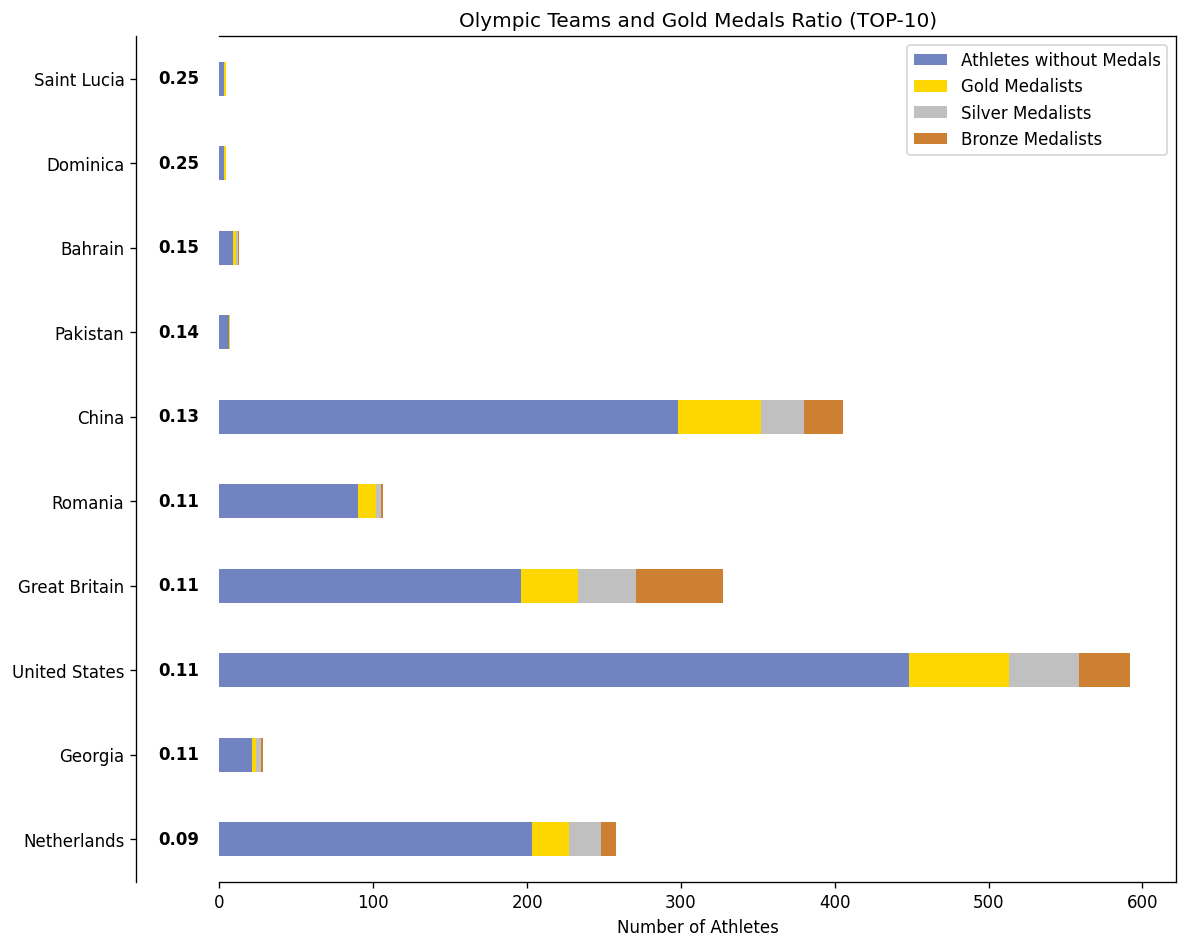 Olympic Teams and Gold Medals Ratio (TOP-10)
Athletes without Medals
Gold Medalists
Silver Medalists
Bronze Medalists
Saint Lucia 0.25
Dominica 0.25
Bahrain 0.15
Pakistan 0.14
China 0.13
Romania 0.11
Great Britain 0.11
United States 0.11
Georgia 0.11
Netherlands 0.09
0 100 200 300 400 500 600
Number of Athletes